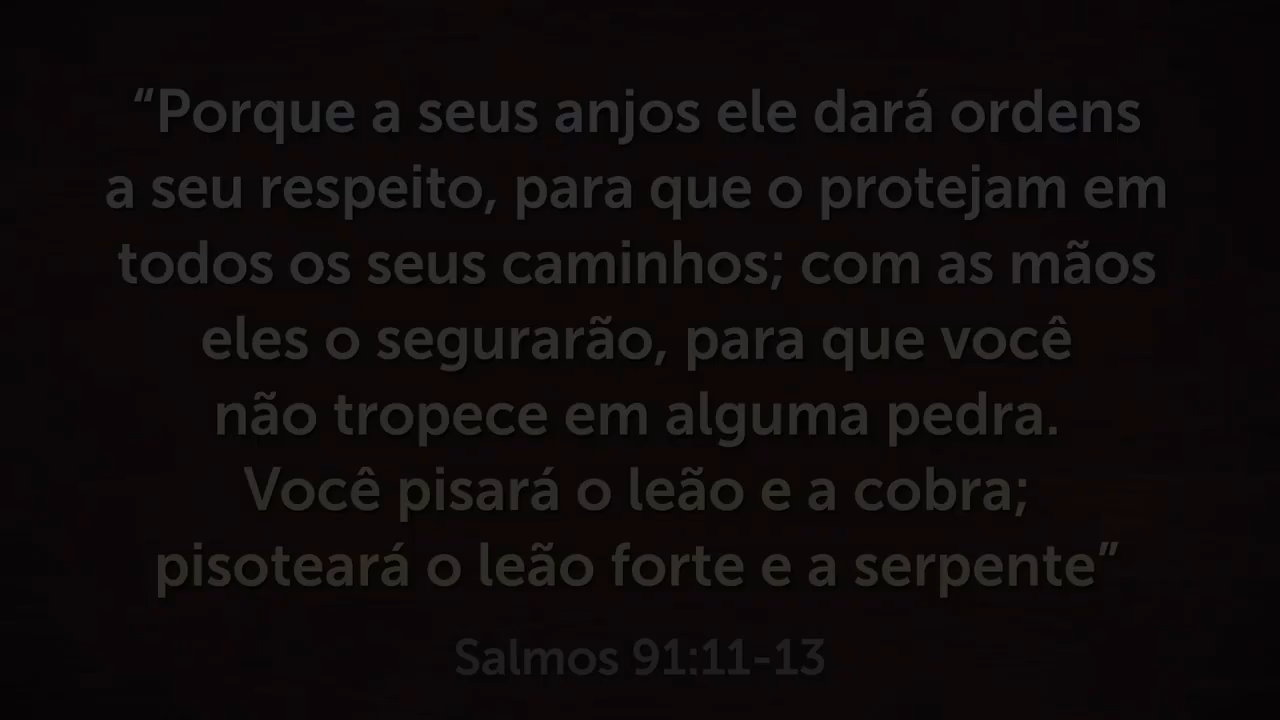 “Porque a seus anjos ele dará ordens
a seu respeito, para que o protejam em
todos os seus caminhos; com as mãos
eles o segurarão, para que você
não tropece em alguma pedra.
Você pisará o leão e a cobra;
pisoteará o leão forte e a serpente”
Salmos 91:11-13